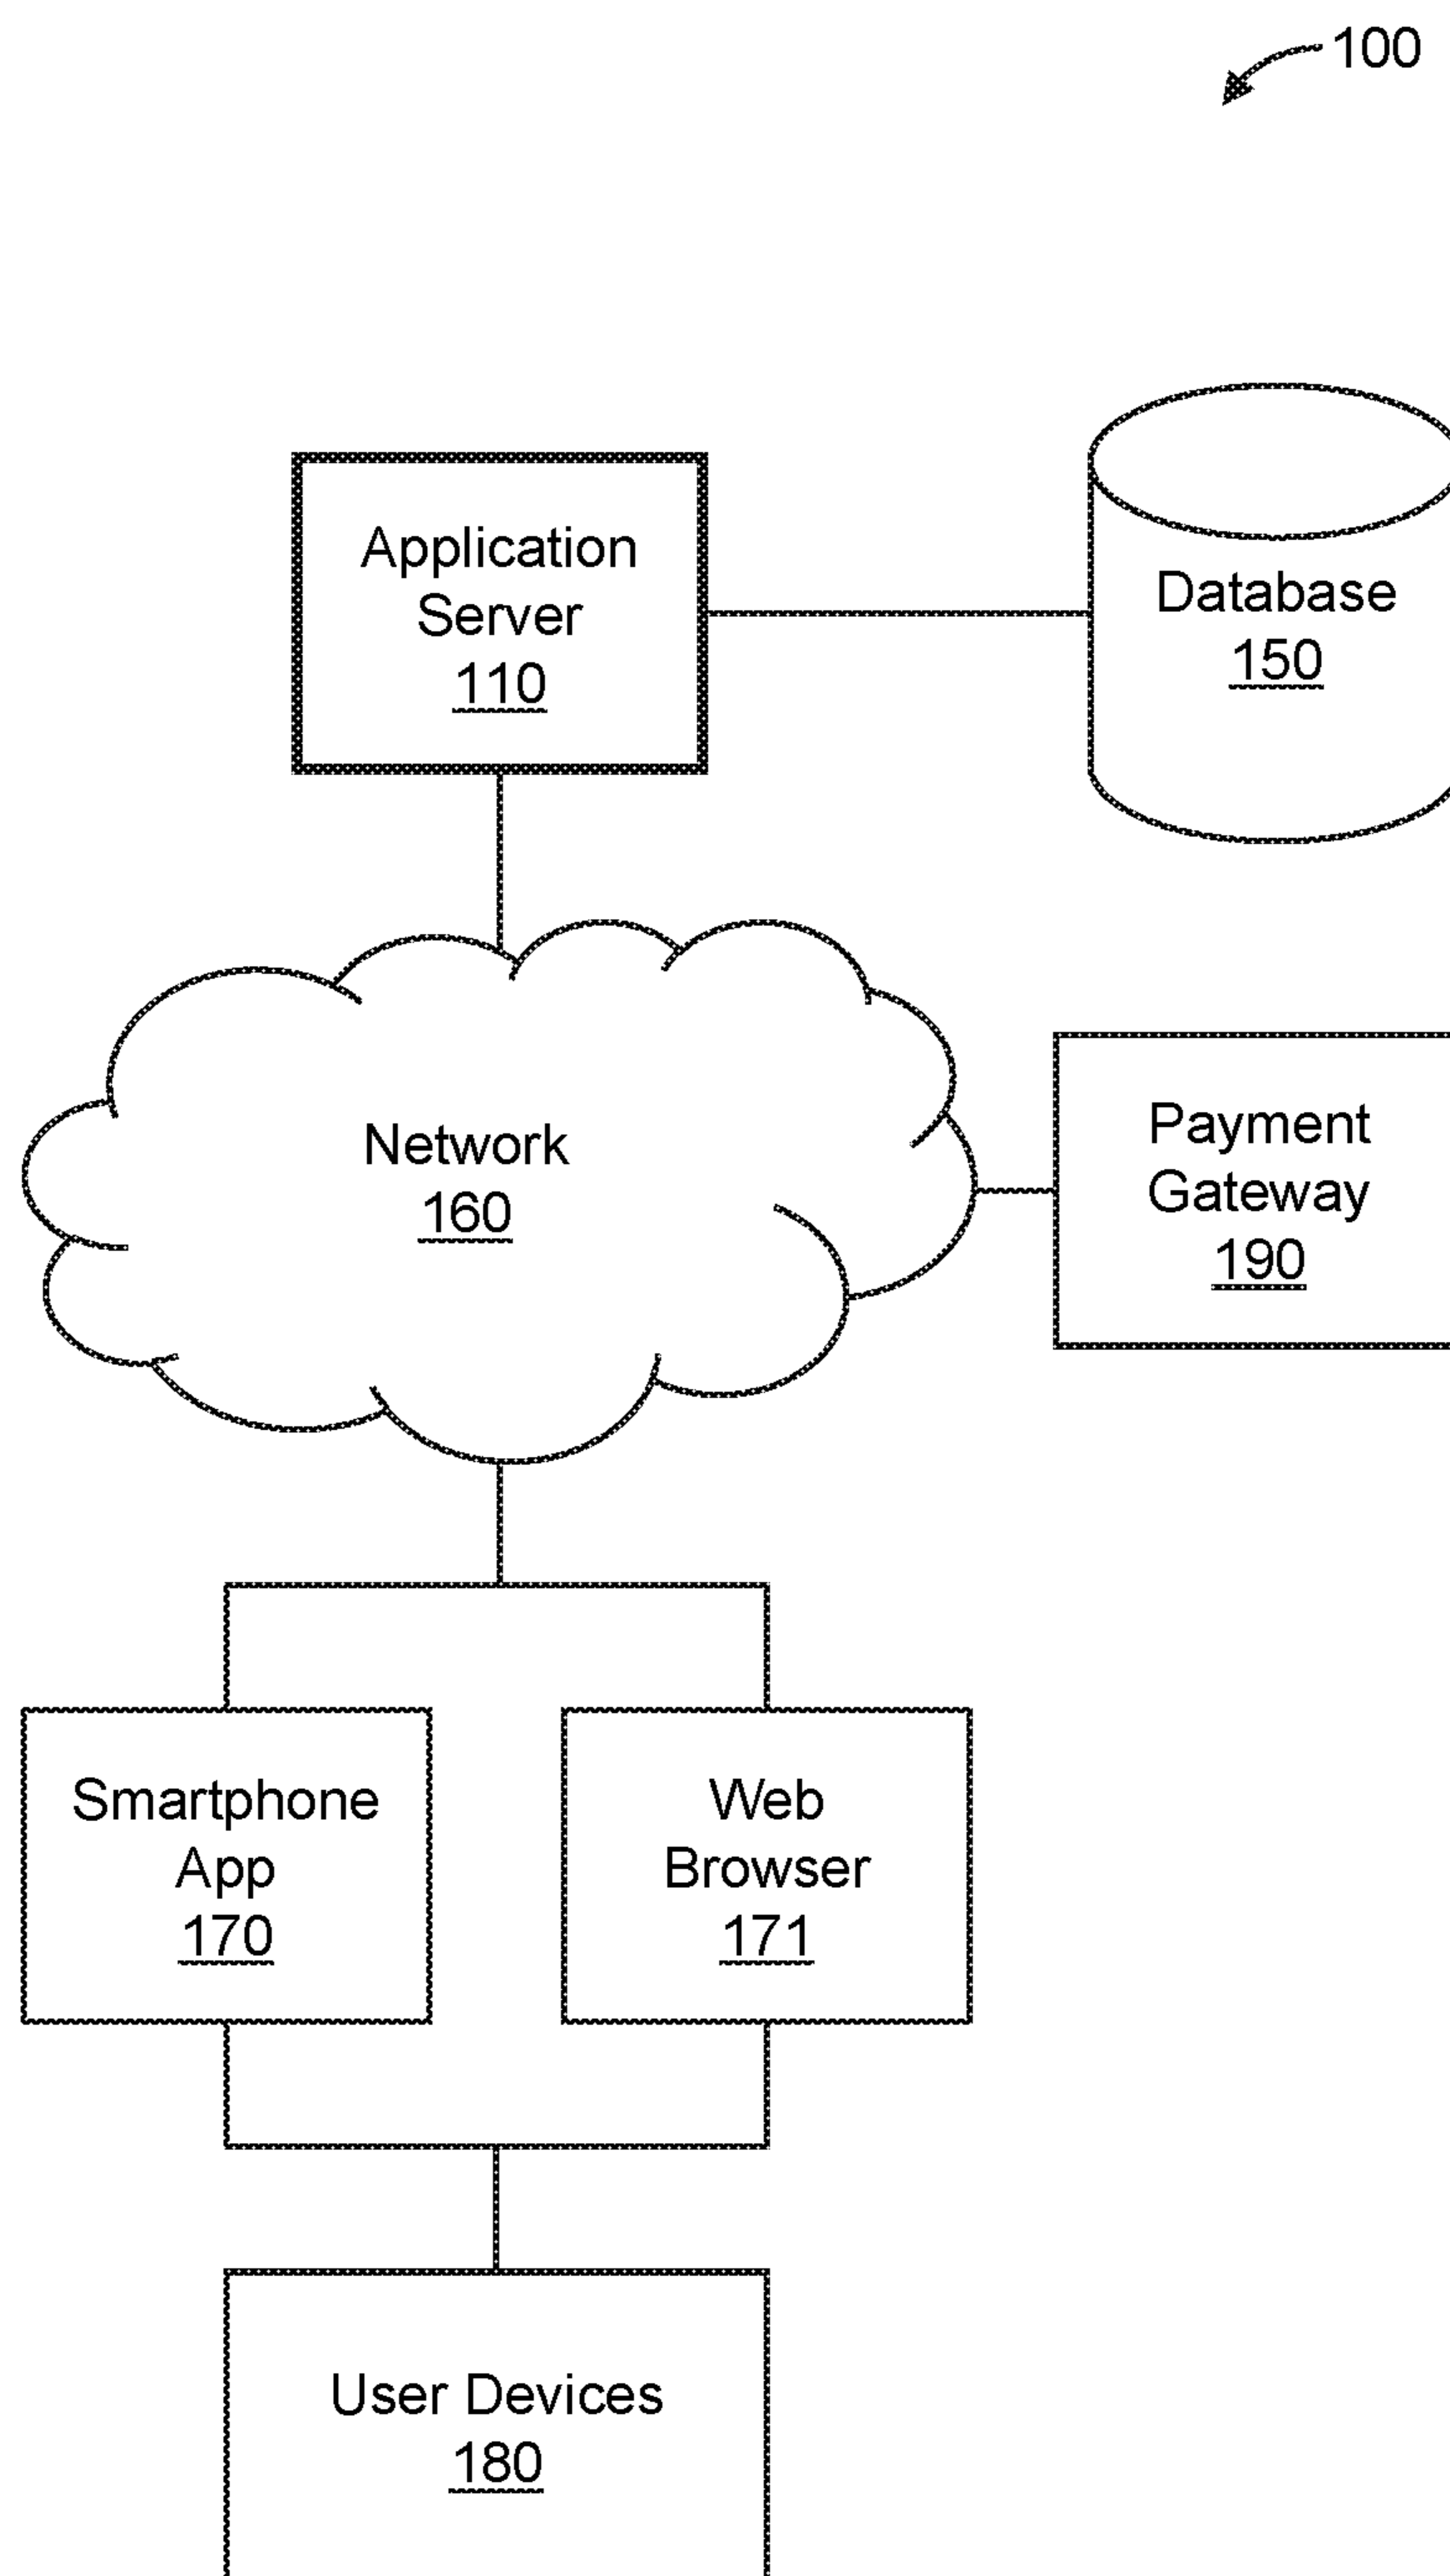 100
Application
Server
110
Database
150
Network
160
Payment
Gateway
190
Smartphone
App
170
Web
Browser
171
User Devices
180